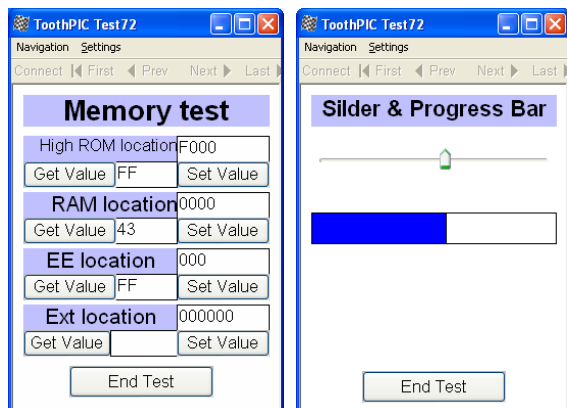 ToothPIC Test72
Navigation Settings
Connect First Prev Next Last
Memory test
High ROM location F000
Get Value FF Set Value
RAM location 0000
Get Value 43 Set Value
EE location 000
Get Value FF Set Value
Ext location 000000
Get Value Set Value
End Test
ToothPIC Test72
Navigation Settings
Connect First Prev Next Last
Silder & Progress Bar
End Test